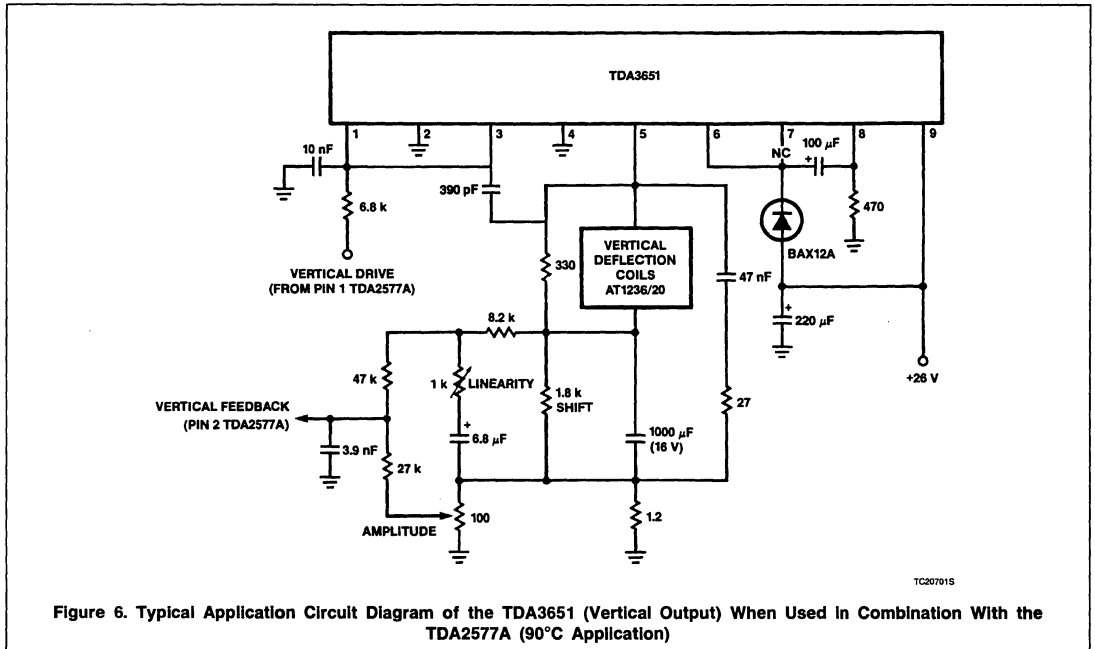 TDA3651
1 2 3 4 5 6 7 8 9
10 nF
NC
100 µF
+
390 pF
6.8 k
470
VERTICAL DRIVE
(FROM PIN 1 TDA2577A)
330
VERTICAL
DEFLECTION
COILS
AT1236/20
47 nF
BAX12A
+
220 µF
8.2 k
+26 V
47 k
1 k
LINEARITY
1.8 k
SHIFT
27
VERTICAL FEEDBACK
(PIN 2 TDA2577A)
+
6.8 µF
1000 µF
(16 V)
3.9 nF
27 k
AMPLITUDE
100
1.2
TC20701S
Figure 6. Typical Application Circuit Diagram of the TDA3651 (Vertical Output) When Used in Combination With the
TDA2577A (90°C Application)